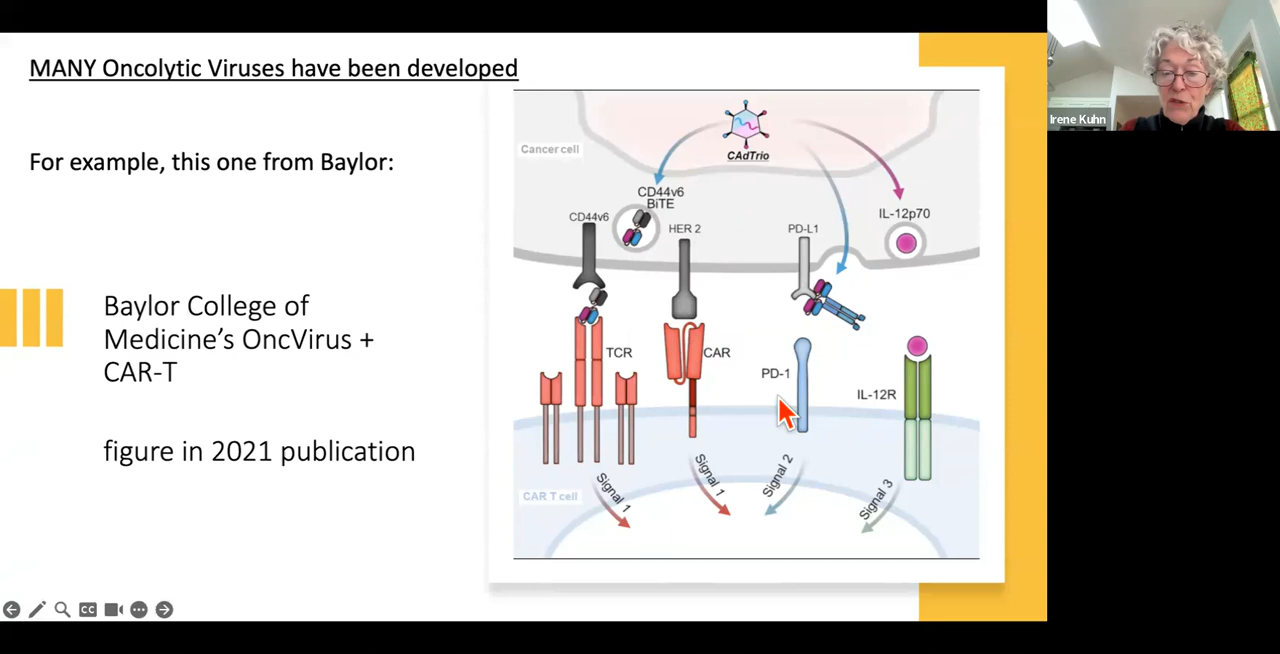 MANY Oncolytic Viruses have been developed
For example, this one from Baylor:
Baylor College of
Medicine's OncVirus +
CAR-T
figure in 2021 publication
Cancer cell
CAdTrio
CD44v6
BiTE
CD44v6
HER 2
PD-L1
IL-12p70
TCR
CAR
PD-1
IL-12R
Signal 1
Signal 1
Signal 2
Signal 3
CAR T cell
CC
Irene Kuhn